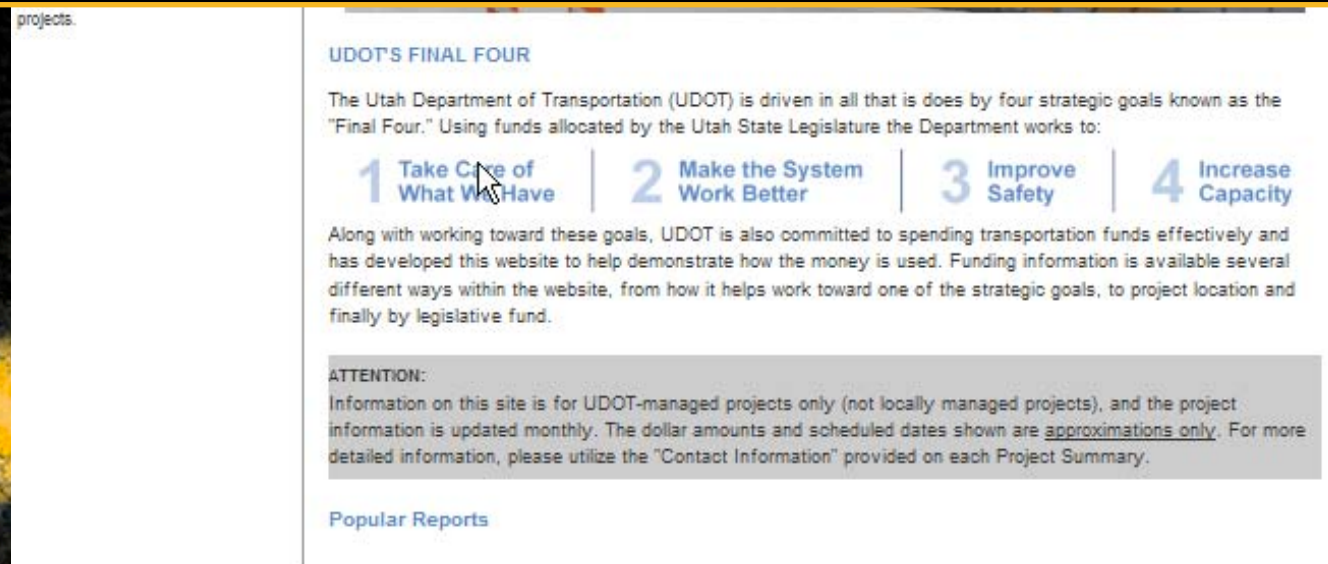 projects.
UDOT'S FINAL FOUR
The Utah Department of Transportation (UDOT) is driven in all that is does by four strategic goals known as the
"Final Four." Using funds allocated by the Utah State Legislature the Department works to:
1 Take Care of
What We Have
2 Make the System
Work Better
3 Improve
Safety
4 Increase
Capacity
Along with working toward these goals, UDOT is also committed to spending transportation funds effectively and
has developed this website to help demonstrate how the money is used. Funding information is available several
different ways within the website, from how it helps work toward one of the strategic goals, to project location and
finally by legislative fund.
ATTENTION:
Information on this site is for UDOT-managed projects only (not locally managed projects), and the project
information is updated monthly. The dollar amounts and scheduled dates shown are approximations only. For more
detailed information, please utilize the "Contact Information" provided on each Project Summary.
Popular Reports